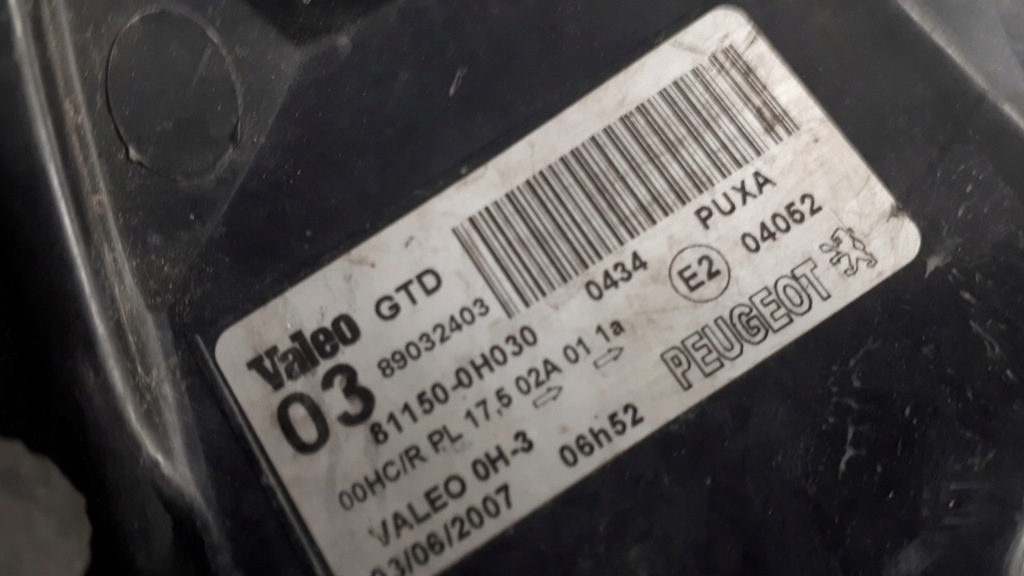 Valeo GTD
03 89032403
81150-0H030 0434 PUXA
00HC/R PL 17,5 02A 01 1a E2 04052
VALEO 0H-3 PEUGEOT
/06/2007 06h52